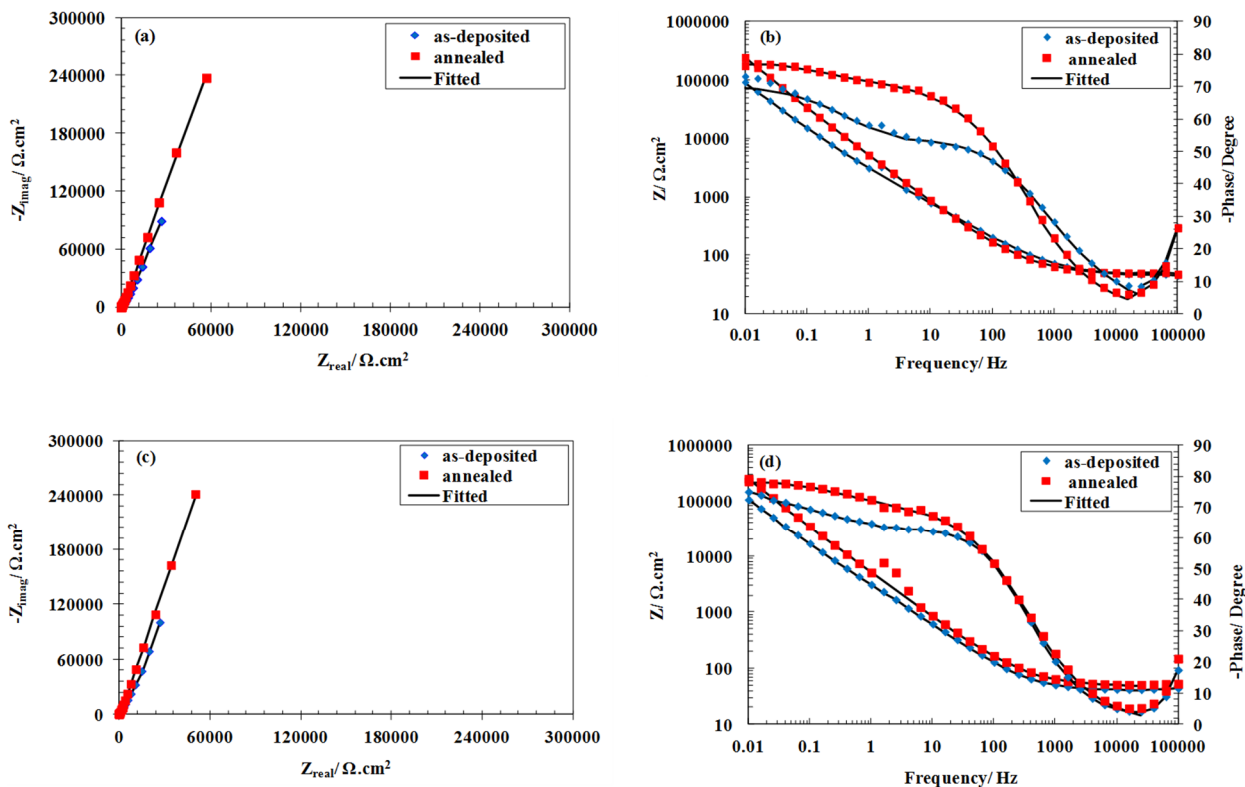 (a)
as-deposited
annealed
Fitted
300000
240000
180000
120000
60000
0
-Zimag/ Ω.cm²
0 60000 120000 180000 240000 300000
Zreal/ Ω.cm²
(b)
as-deposited
annealed
Fitted
1000000
100000
10000
1000
100
10
Z/ Ω.cm²
90
80
70
60
50
40
30
20
10
0
-Phase/ Degree
0.01 0.1 1 10 100 1000 10000 100000
Frequency/ Hz
(c)
as-deposited
annealed
Fitted
300000
240000
180000
120000
60000
0
-Zimag/ Ω.cm²
0 60000 120000 180000 240000 300000
Zreal/ Ω.cm²
(d)
as-deposited
annealed
Fitted
1000000
100000
10000
1000
100
10
Z/ Ω.cm²
90
80
70
60
50
40
30
20
10
0
-Phase/ Degree
0.01 0.1 1 10 100 1000 10000 100000
Frequency/ Hz